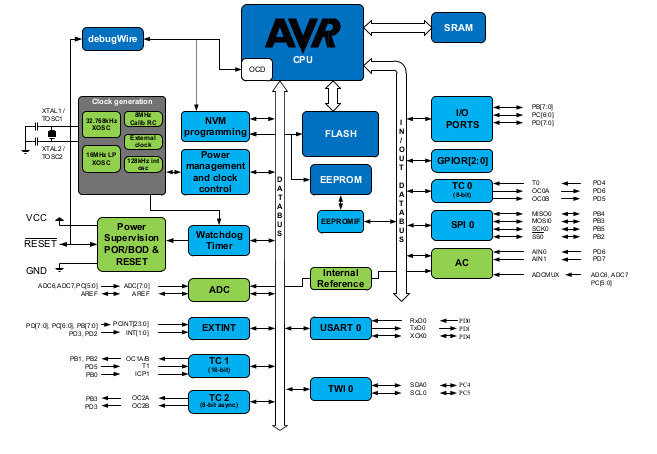 AVR
CPU
OCD
debugWire
SRAM
Clock generation
32.768kHz
XOSC
8MHz
Calib RC
External
clock
16MHz LP
XOSC
128kHz int
osc
XTAL1 /
TOSC1
XTAL2 /
TOSC2
NVM
programming
FLASH
I/O
PORTS
PB[7:0]
PC[6:0]
PD[7:0]
Power
management
and clock
control
EEPROM
GPIOR[2:0]
DATABUS
IN/OUT DATABUS
TC 0
(8-bit)
T0 PD4
OC0A PD6
OC0B PD5
VCC
RESET
GND
Power
Supervision
POR/BOD &
RESET
Watchdog
Timer
EEPROMIF
SPI 0
MISO0 PB4
MOSI0 PB3
SCK0 PB5
SS0 PB2
AC
AIN0 PD6
AIN1 PD7
ADCMUX ADC6, ADC7
PC[5:0]
Internal
Reference
ADC6,ADC7,PC[5:0] ADC[7:0]
AREF AREF
ADC
PD[7:0], PC[6:0], PB[7:0] PCINT[23:0]
PD3, PD2 INT[1:0]
EXTINT
USART 0
RxD0 PD0
TxD0 PD1
XCK0 PD4
PB1, PB2 OC1A/B
PD5 T1
PB0 ICP1
TC 1
(16-bit)
TWI 0
SDA0 PC4
SCL0 PC5
PB3 OC2A
PD3 OC2B
TC 2
(8-bit async)